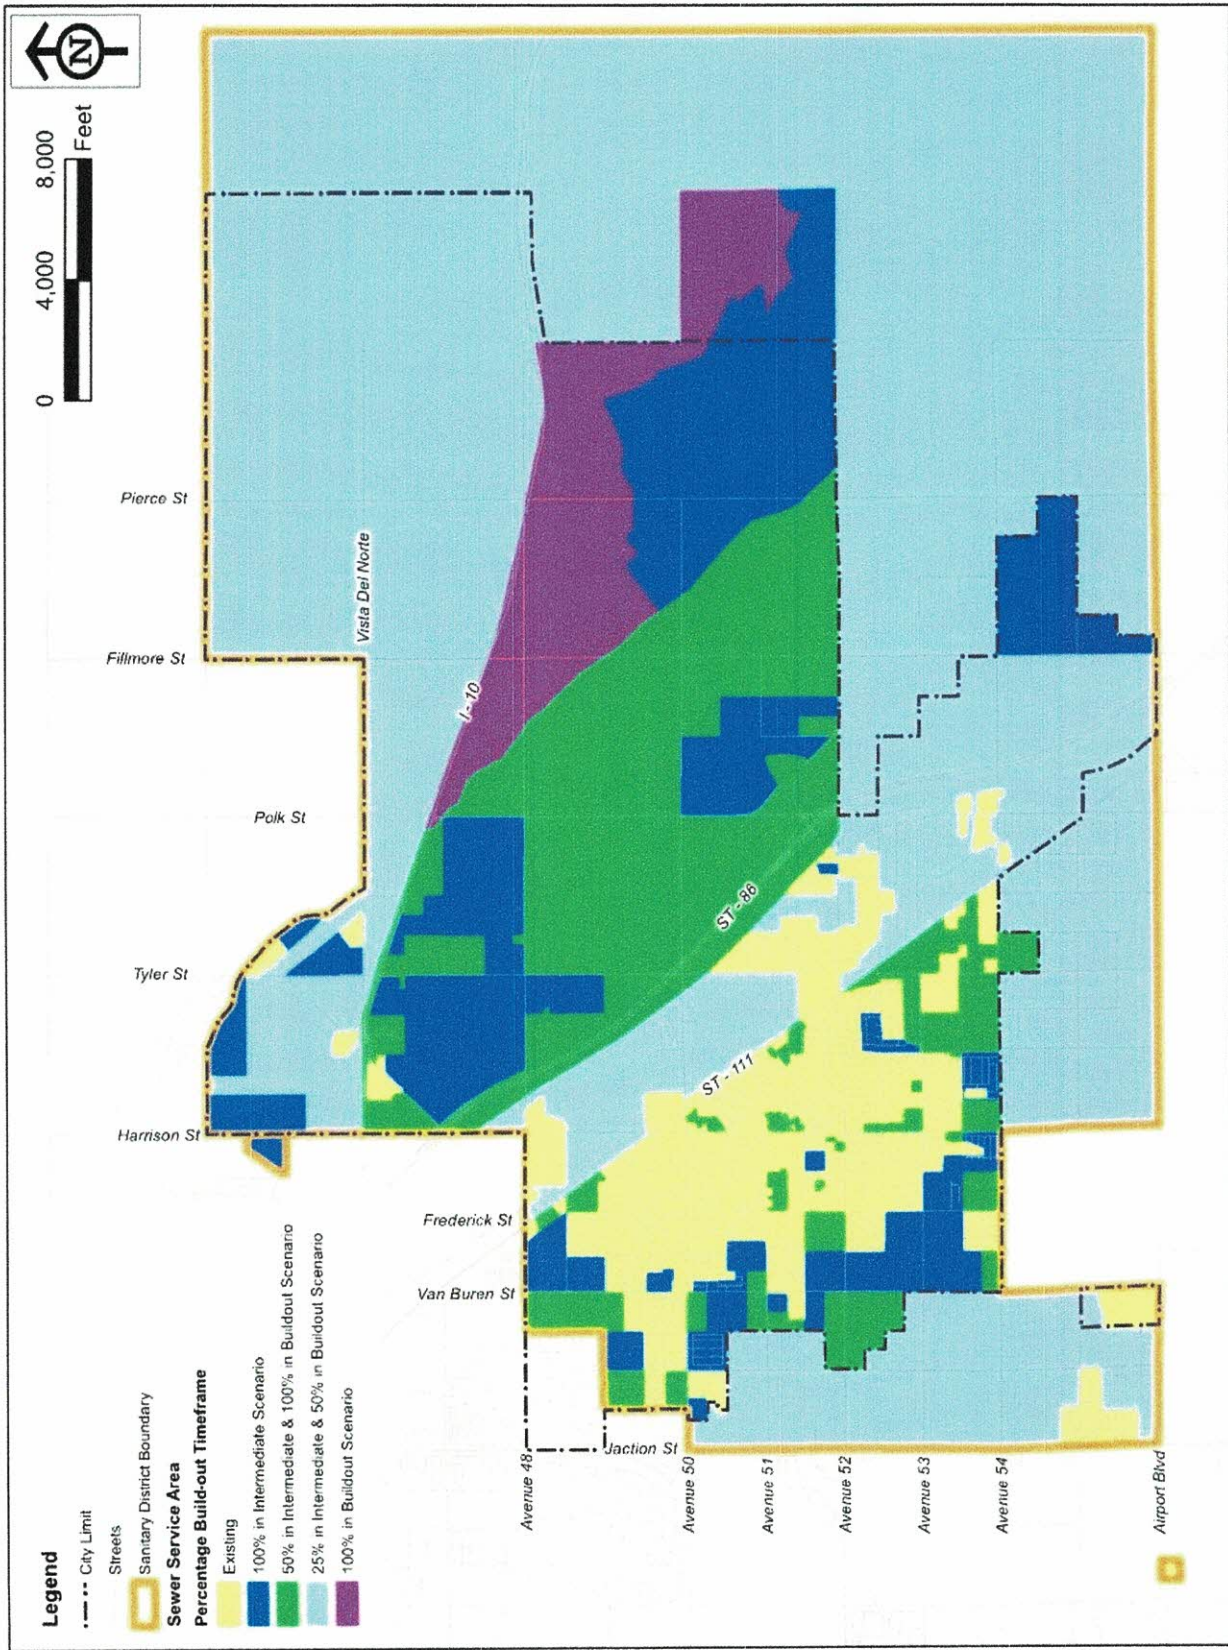 N
0 4,000 8,000
Feet
Pierce St
Vista Del Norte
Fillmore St
I - 10
Polk St
ST - 86
Tyler St
ST - 111
Harrison St
Frederick St
Van Buren St
Jaction St
Avenue 48
Avenue 50
Avenue 51
Avenue 52
Avenue 53
Avenue 54
Airport Blvd
Legend
City Limit
Streets
Sanitary District Boundary
Sewer Service Area
Percentage Build-out Timeframe
Existing
100% in Intermediate Scenario
50% in Intermediate & 100% in Buildout Scenario
25% in Intermediate & 50% in Buildout Scenario
100% in Buildout Scenario